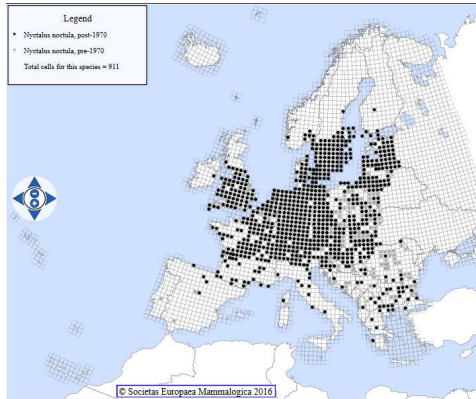 Legend
Nyctalus noctula, post-1970
Nyctalus noctula, pre-1970
Total cells for this species = 911
© Societas Europaea Mammalogica 2016